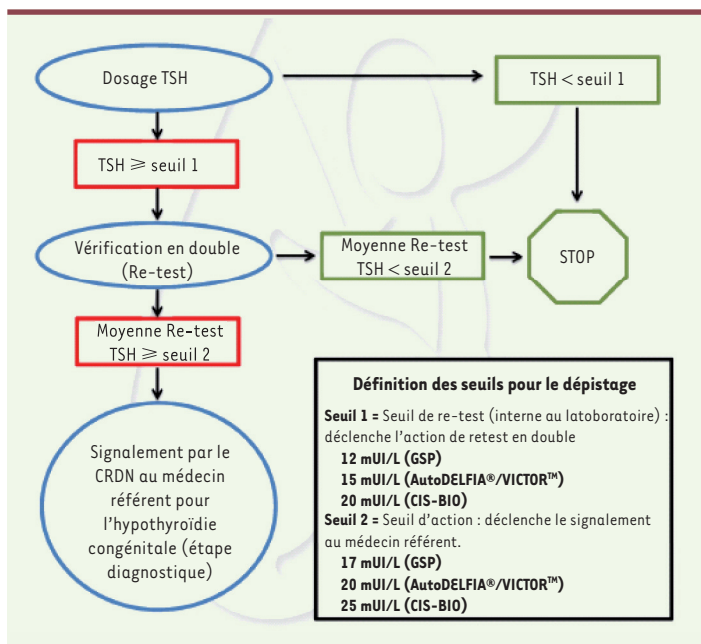 Dosage TSH
TSH < seuil 1
TSH ⩾ seuil 1
Vérification en double
(Re-test)
Moyenne Re-test
TSH < seuil 2
STOP
Moyenne Re-test
TSH ⩾ seuil 2
Signalement par le
CRDN au médecin
référent pour
l’hypothyroïdie
congénitale (étape
diagnostique)
Définition des seuils pour le dépistage
Seuil 1 = Seuil de re-test (interne au latoboratoire) :
déclenche l’action de retest en double
12 mUI/L (GSP)
15 mUI/L (AutoDELFIA®/VICTOR™)
20 mUI/L (CIS-BIO)
Seuil 2 = Seuil d’action : déclenche le signalement
au médecin référent.
17 mUI/L (GSP)
20 mUI/L (AutoDELFIA®/VICTOR™)
25 mUI/L (CIS-BIO)